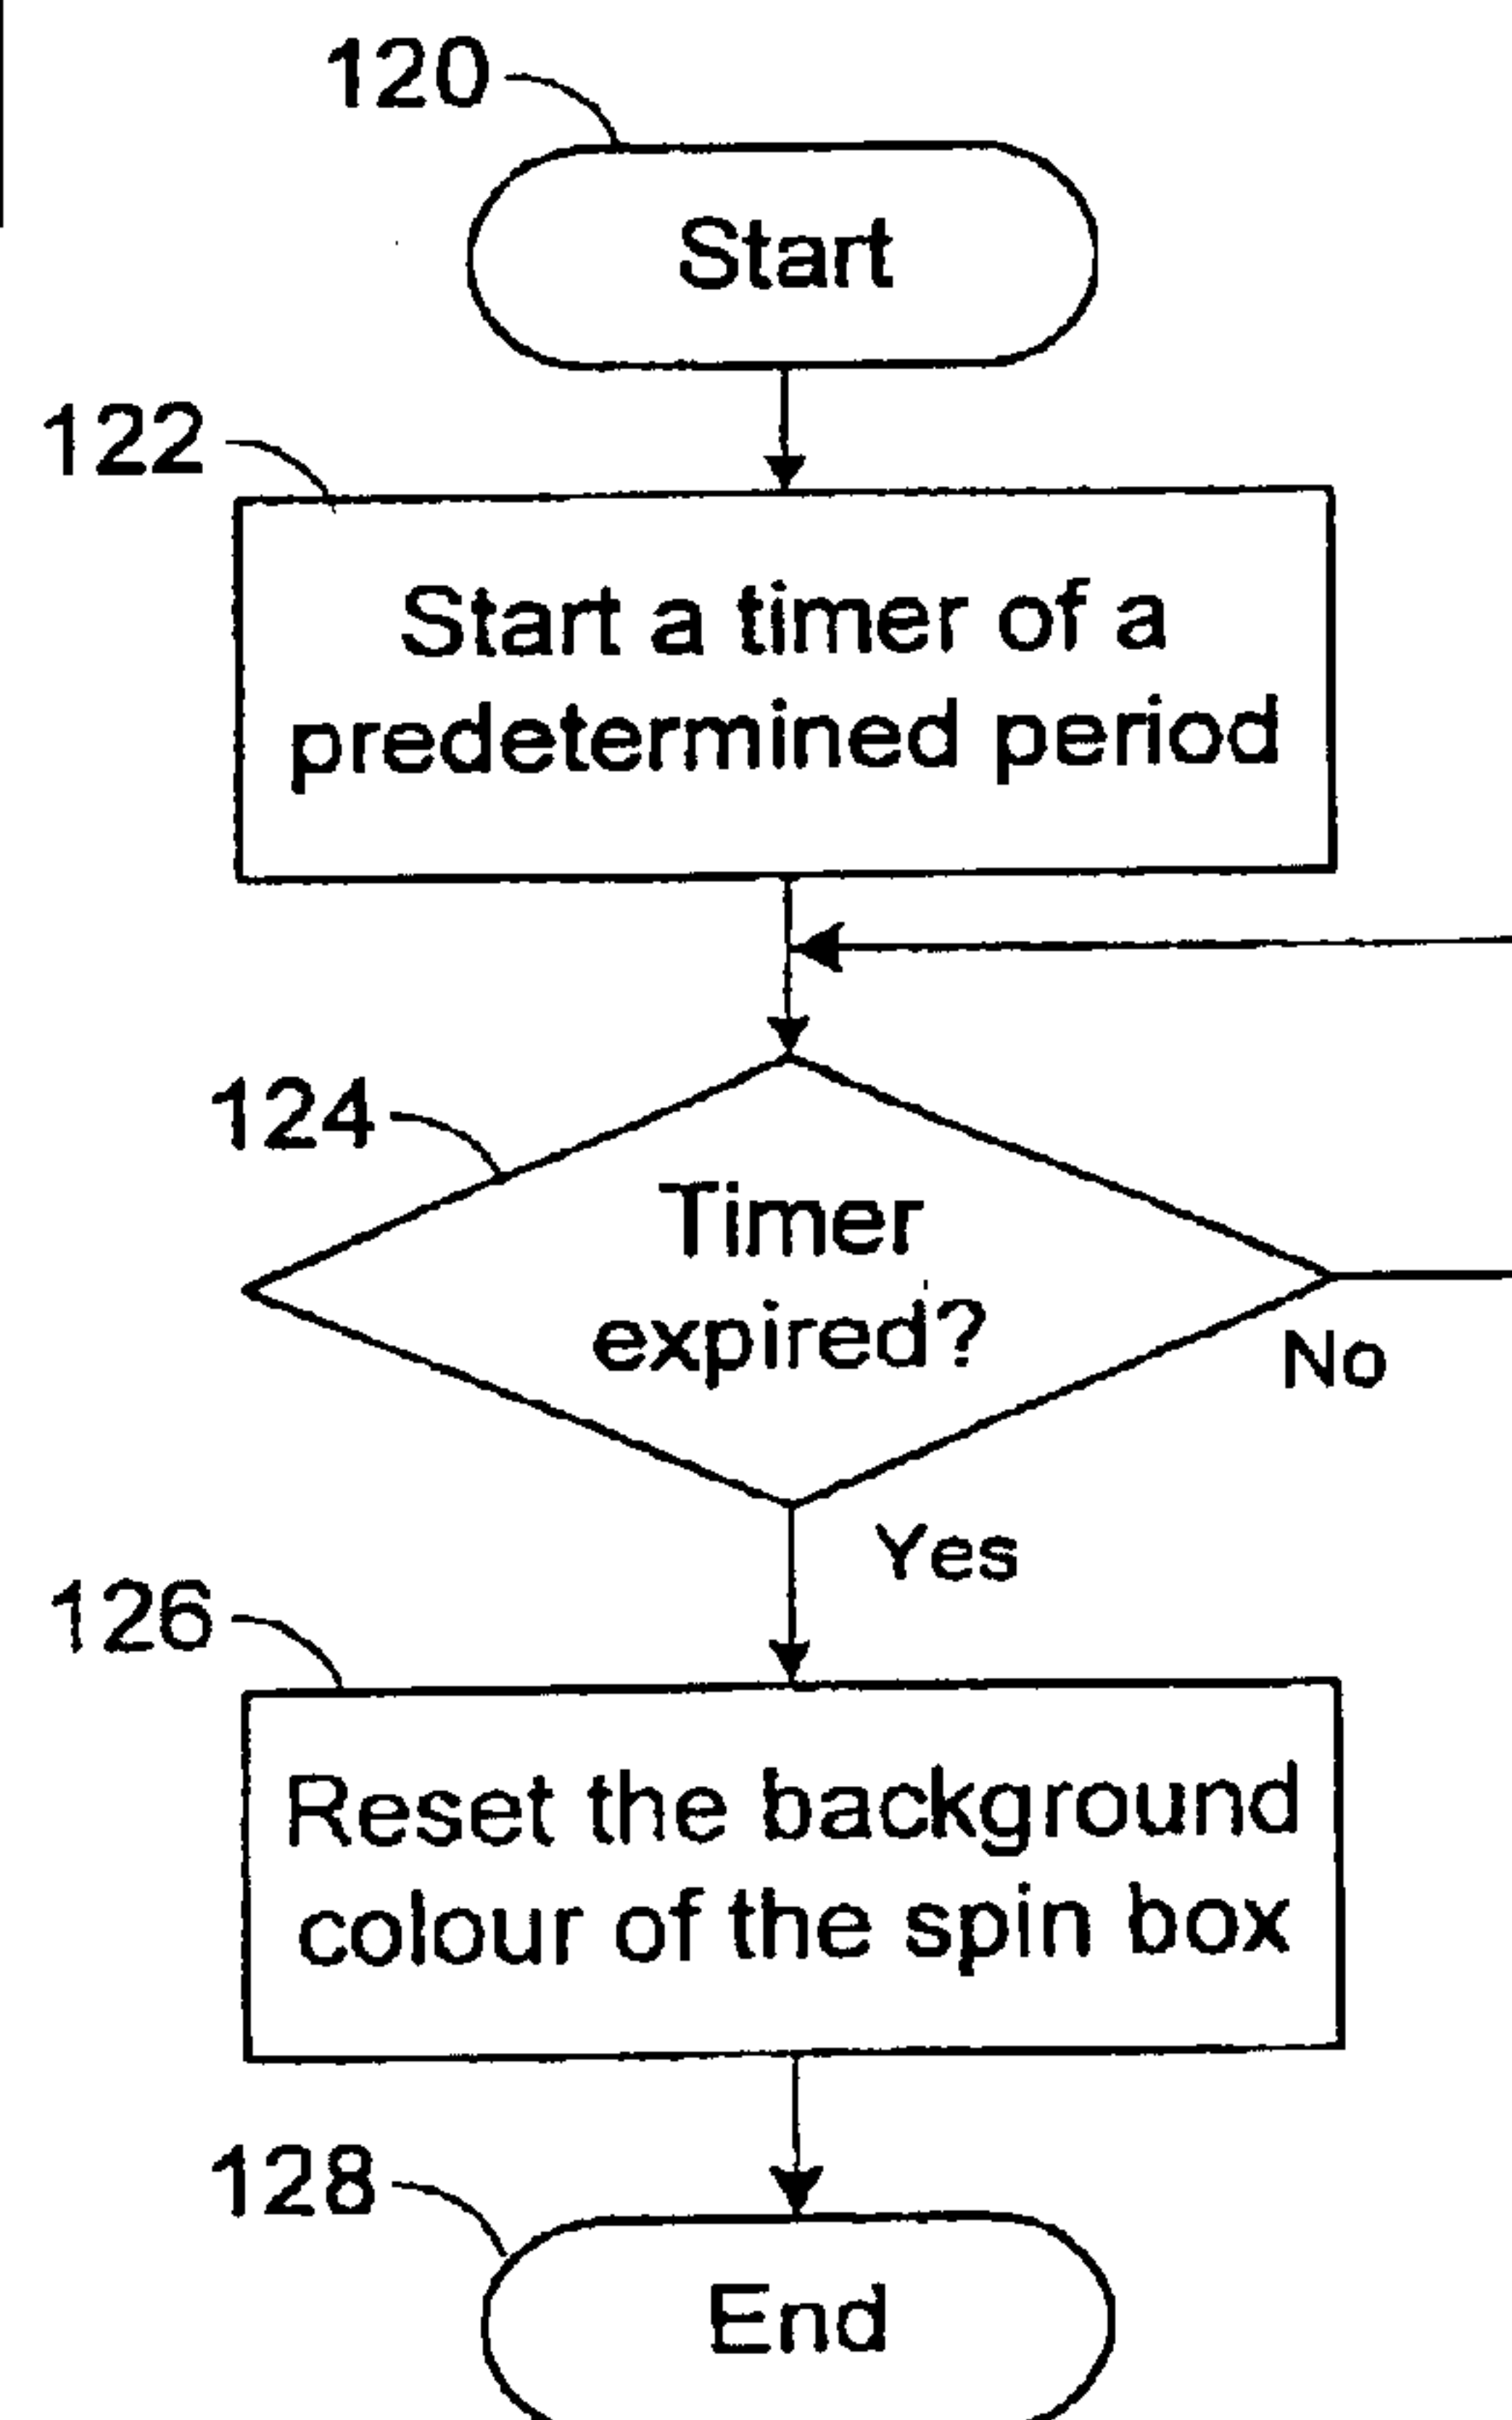 120
Start
122
Start a timer of a
predetermined period
124
Timer
expired?
No
Yes
126
Reset the background
colour of the spin box
128
End